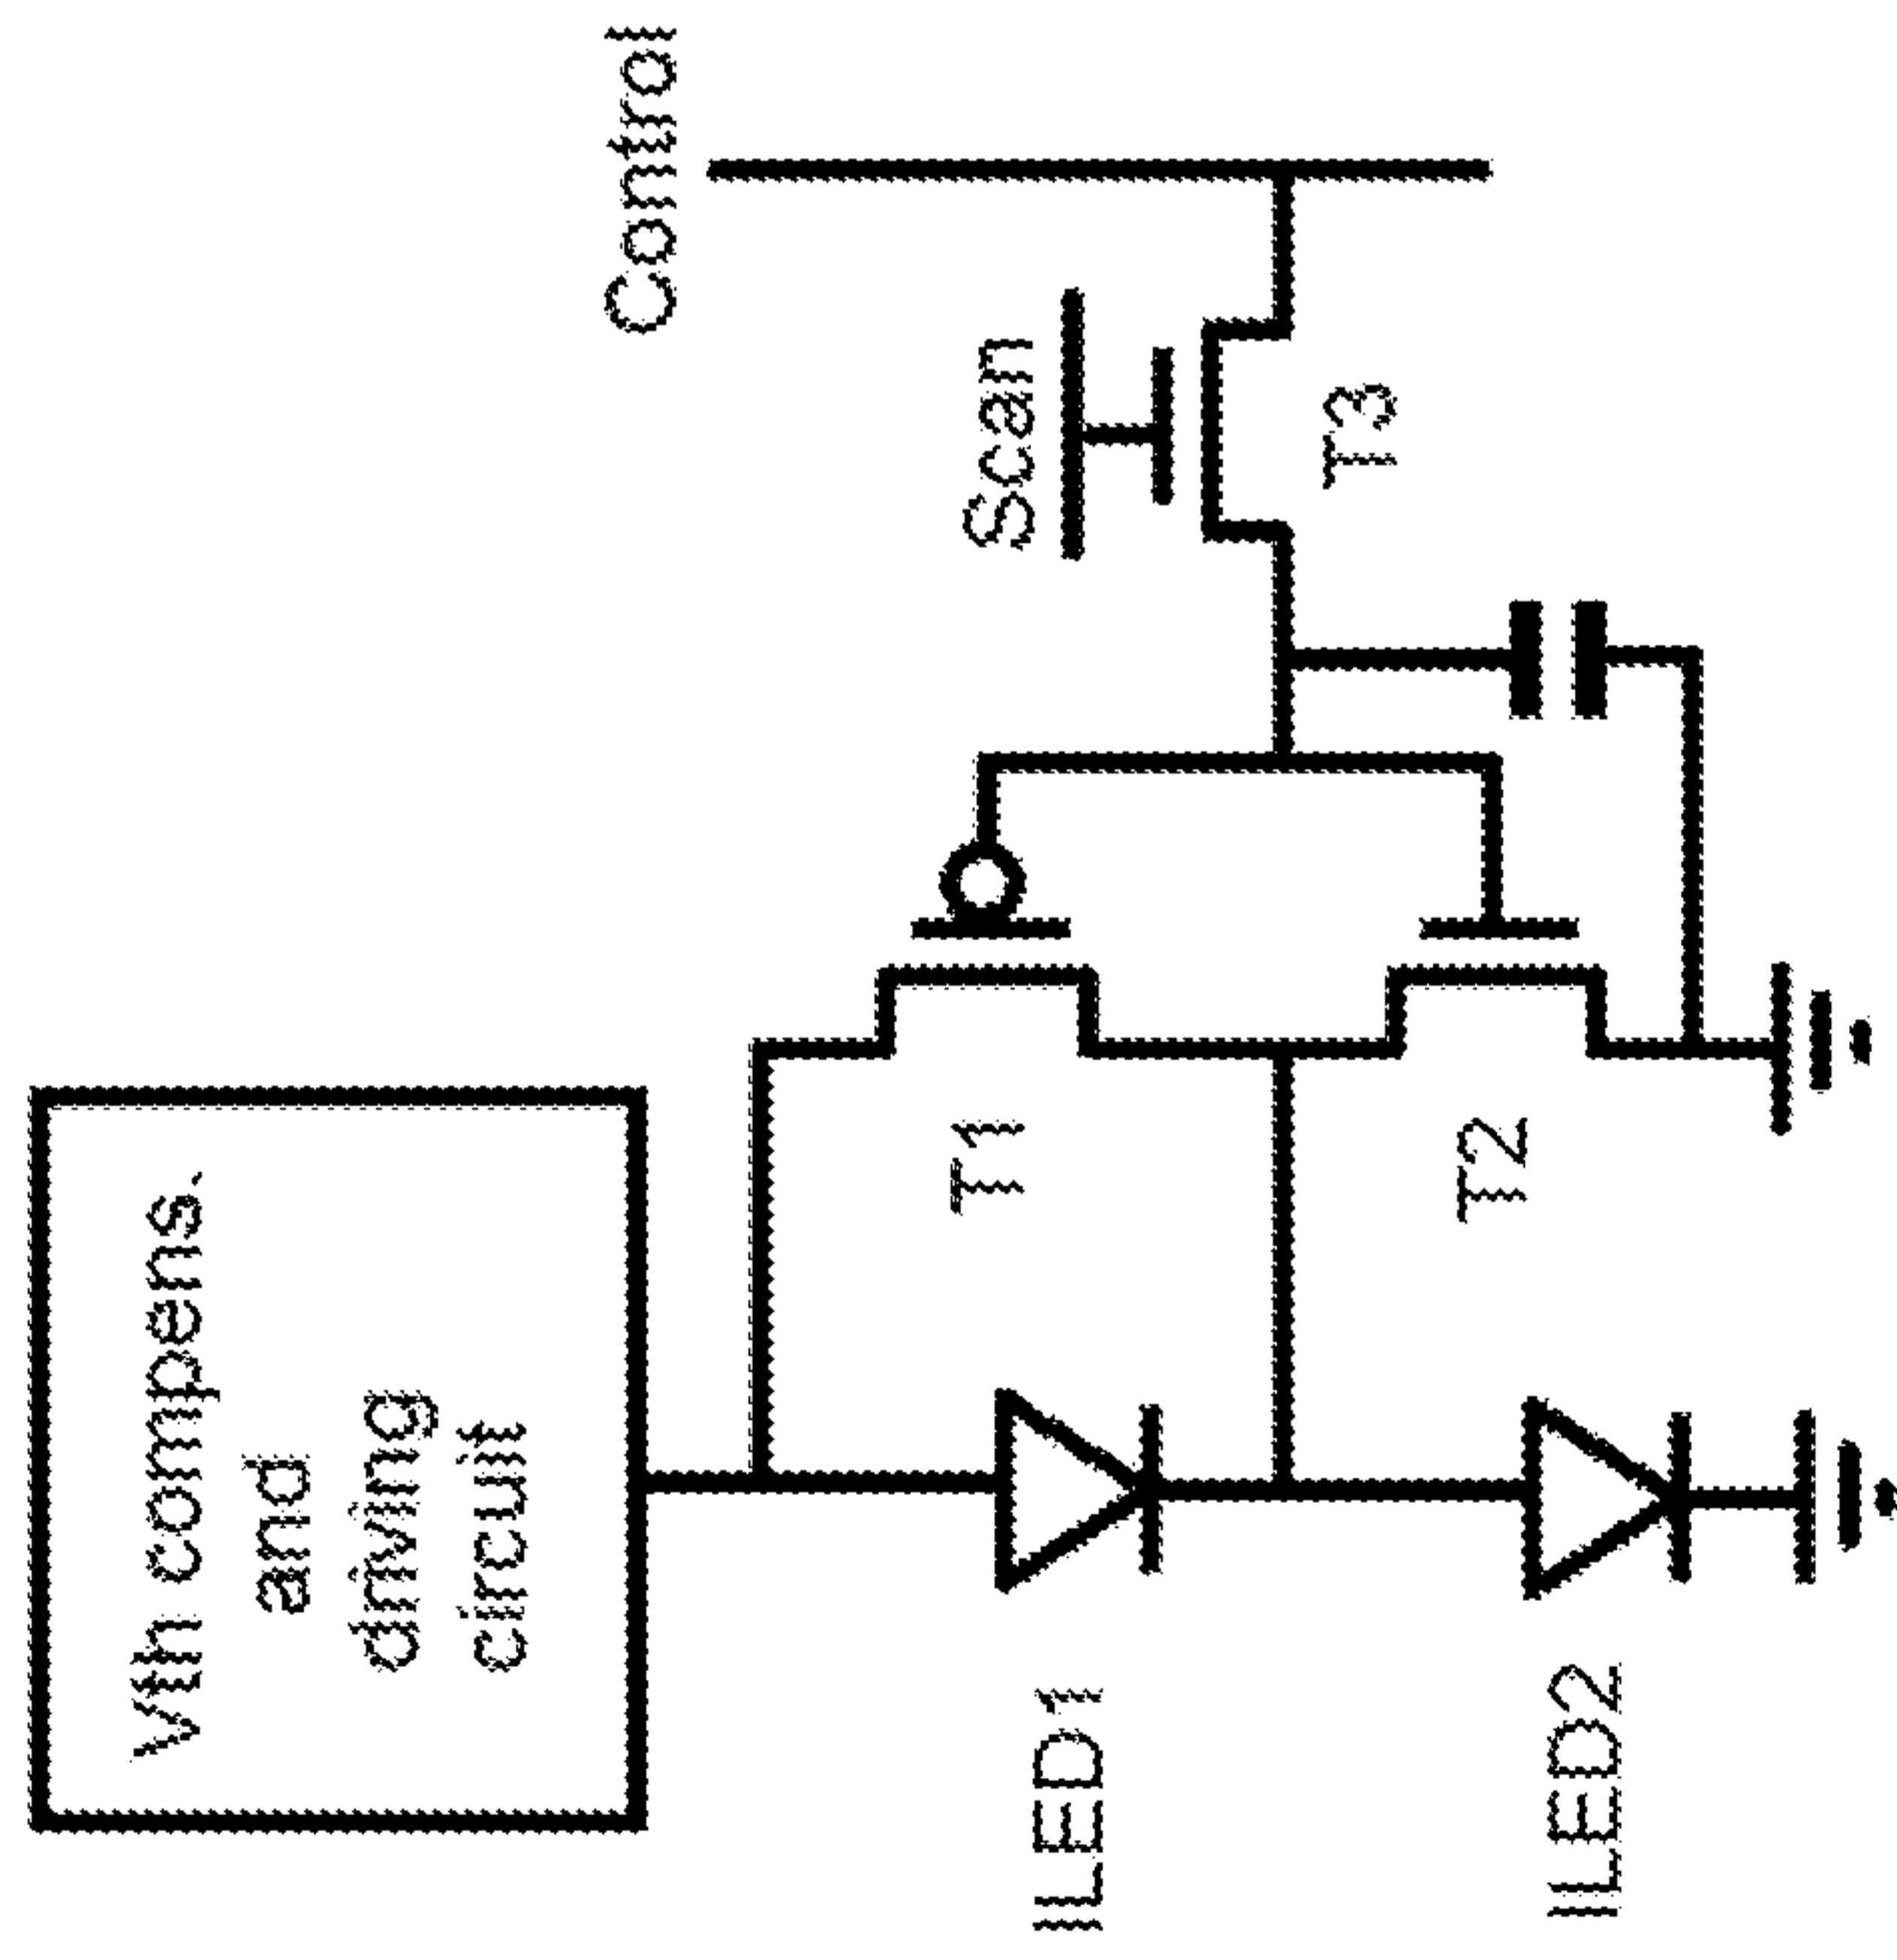 Vth compens.
and
driving
circuit
Control
Scan
T3
T1
T2
ILED1
ILED2